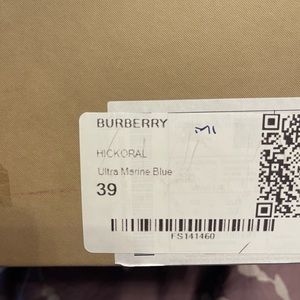 BURBERRY
HICKORAL
Ultra Marine Blue
39
FS141460